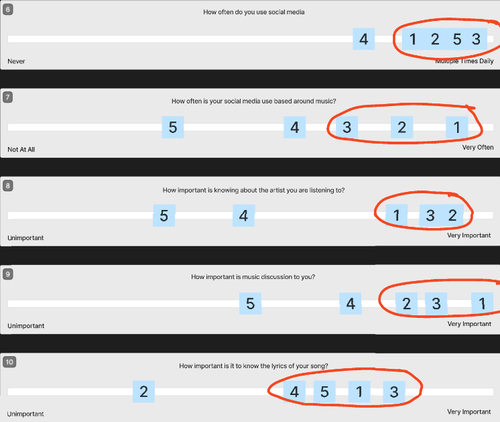 6
How often do you use social media
4 1 2 5 3
Never Multiple Times Daily
7
How often is your social media use based around music?
5 4 3 2 1
Not At All Very Often
8
How important is knowing about the artist you are listening to?
5 4 1 3 2
Unimportant Very Important
9
How important is music discussion to you?
5 4 2 3 1
Unimportant Very Important
10
How important is it to know the lyrics of your song?
2 4 5 1 3
Unimportant Very Important